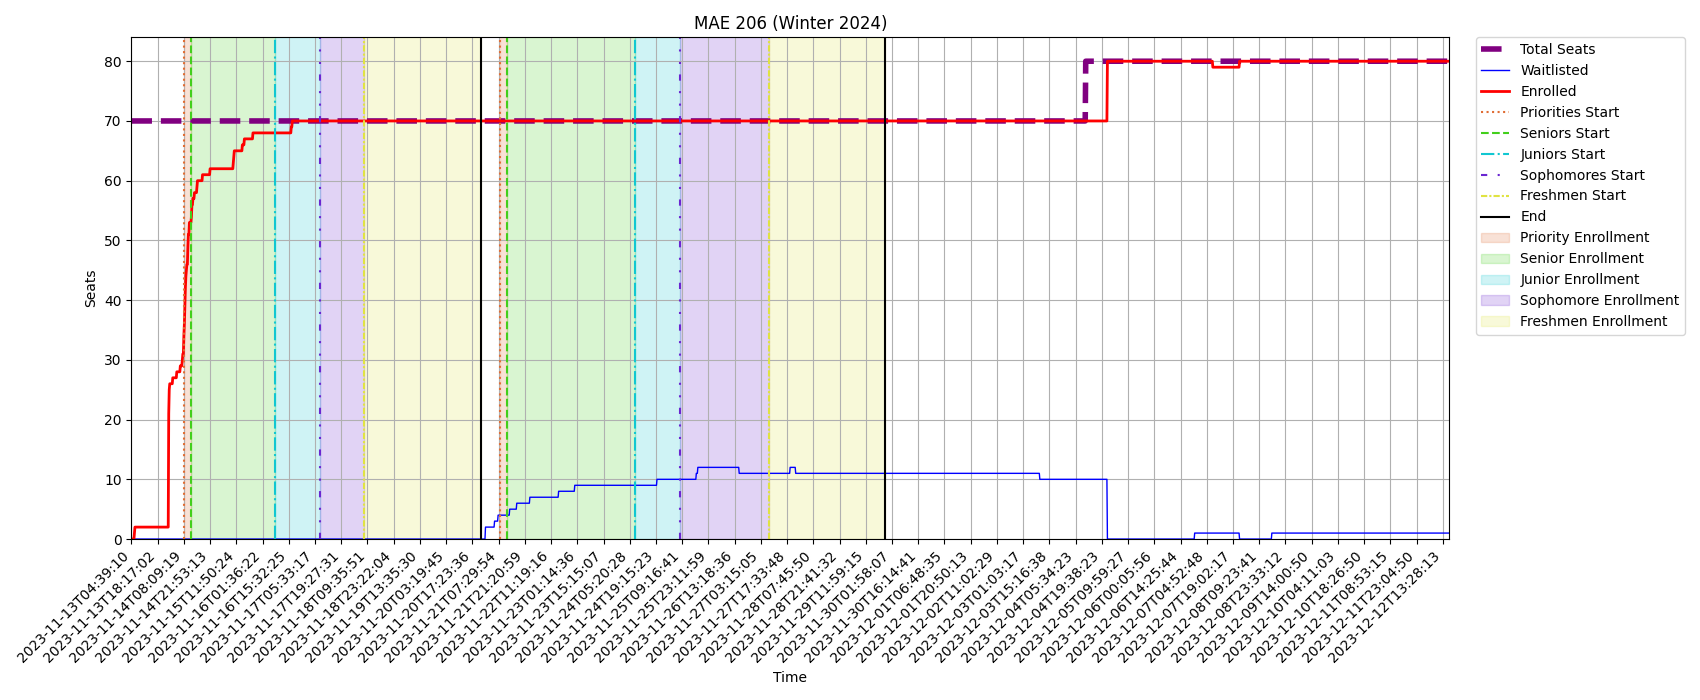 MAE 206 (Winter 2024)
80
70
60
50
40
30
20
10
0
Seats
2023-11-13T04:39:10
2023-11-13T18:17:02
2023-11-14T08:09:19
2023-11-14T21:53:13
2023-11-15T11:50:24
2023-11-16T01:36:22
2023-11-16T15:32:23
2023-11-17T05:33:17
2023-11-17T19:27:31
2023-11-18T09:35:51
2023-11-18T23:22:04
2023-11-19T13:35:30
2023-11-20T03:19:45
2023-11-20T17:23:36
2023-11-21T07:29:54
2023-11-21T21:20:59
2023-11-22T11:19:16
2023-11-23T01:14:36
2023-11-23T15:15:07
2023-11-24T05:20:28
2023-11-24T19:15:23
2023-11-25T09:16:41
2023-11-25T23:11:59
2023-11-26T13:18:36
2023-11-27T03:15:05
2023-11-27T17:33:48
2023-11-28T07:45:50
2023-11-28T21:41:32
2023-11-29T11:59:15
2023-11-30T01:58:07
2023-11-30T16:14:41
2023-12-01T06:48:35
2023-12-01T20:50:13
2023-12-02T11:02:29
2023-12-03T01:03:17
2023-12-03T15:16:38
2023-12-04T05:34:23
2023-12-04T19:38:23
2023-12-05T09:59:27
2023-12-06T00:05:56
2023-12-06T14:25:44
2023-12-07T04:52:48
2023-12-07T19:02:17
2023-12-08T09:23:41
2023-12-08T23:33:12
2023-12-09T14:00:50
2023-12-10T04:11:03
2023-12-10T18:26:50
2023-12-11T08:53:15
2023-12-11T23:04:50
2023-12-12T13:28:13
Time
Total Seats
Waitlisted
Enrolled
Priorities Start
Seniors Start
Juniors Start
Sophomores Start
Freshmen Start
End
Priority Enrollment
Senior Enrollment
Junior Enrollment
Sophomore Enrollment
Freshmen Enrollment